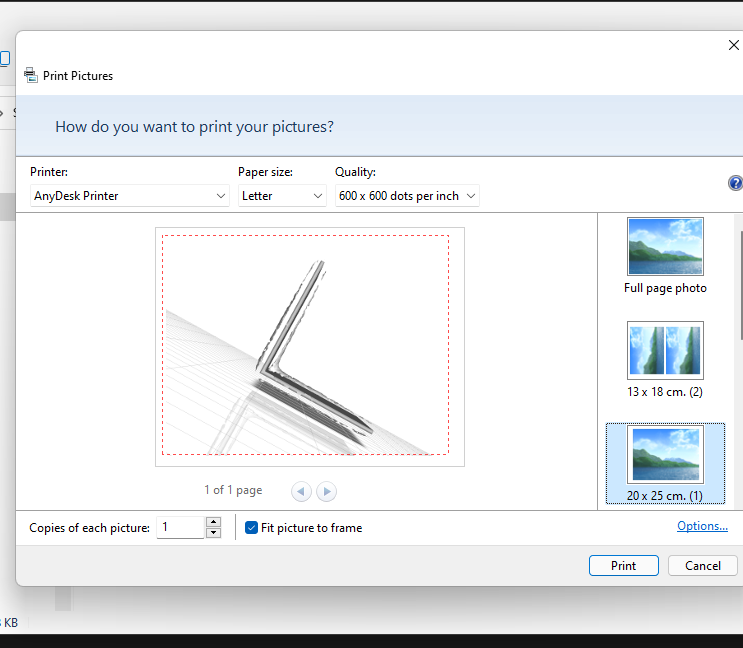 Print Pictures
How do you want to print your pictures?
Printer:
Paper size:
Quality:
AnyDesk Printer
Letter
600 x 600 dots per inch
Full page photo
13 x 18 cm. (2)
20 x 25 cm. (1)
1 of 1 page
Copies of each picture:
1
Fit picture to frame
Options...
Print
Cancel
KB